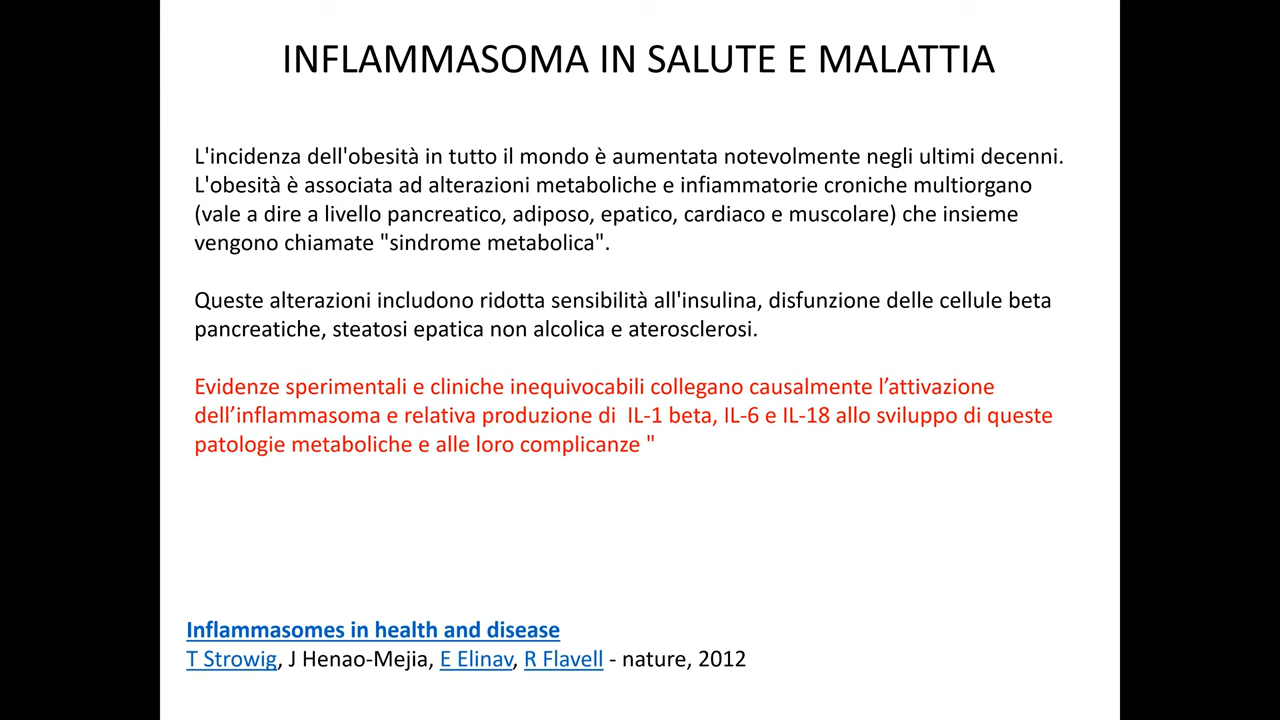 INFLAMMASOMA IN SALUTE E MALATTIA
L'incidenza dell'obesità in tutto il mondo è aumentata notevolmente negli ultimi decenni.
L'obesità è associata ad alterazioni metaboliche e infiammatorie croniche multiorgano
(vale a dire a livello pancreatico, adiposo, epatico, cardiaco e muscolare) che insieme
vengono chiamate "sindrome metabolica".
Queste alterazioni includono ridotta sensibilità all'insulina, disfunzione delle cellule beta
pancreatiche, steatosi epatica non alcolica e aterosclerosi.
Evidenze sperimentali e cliniche inequivocabili collegano causalmente l’attivazione
dell’inflammasoma e relativa produzione di  IL-1 beta, IL-6 e IL-18 allo sviluppo di queste
patologie metaboliche e alle loro complicanze "
Inflammasomes in health and disease
T Strowig, J Henao-Mejia, E Elinav, R Flavell - nature, 2012